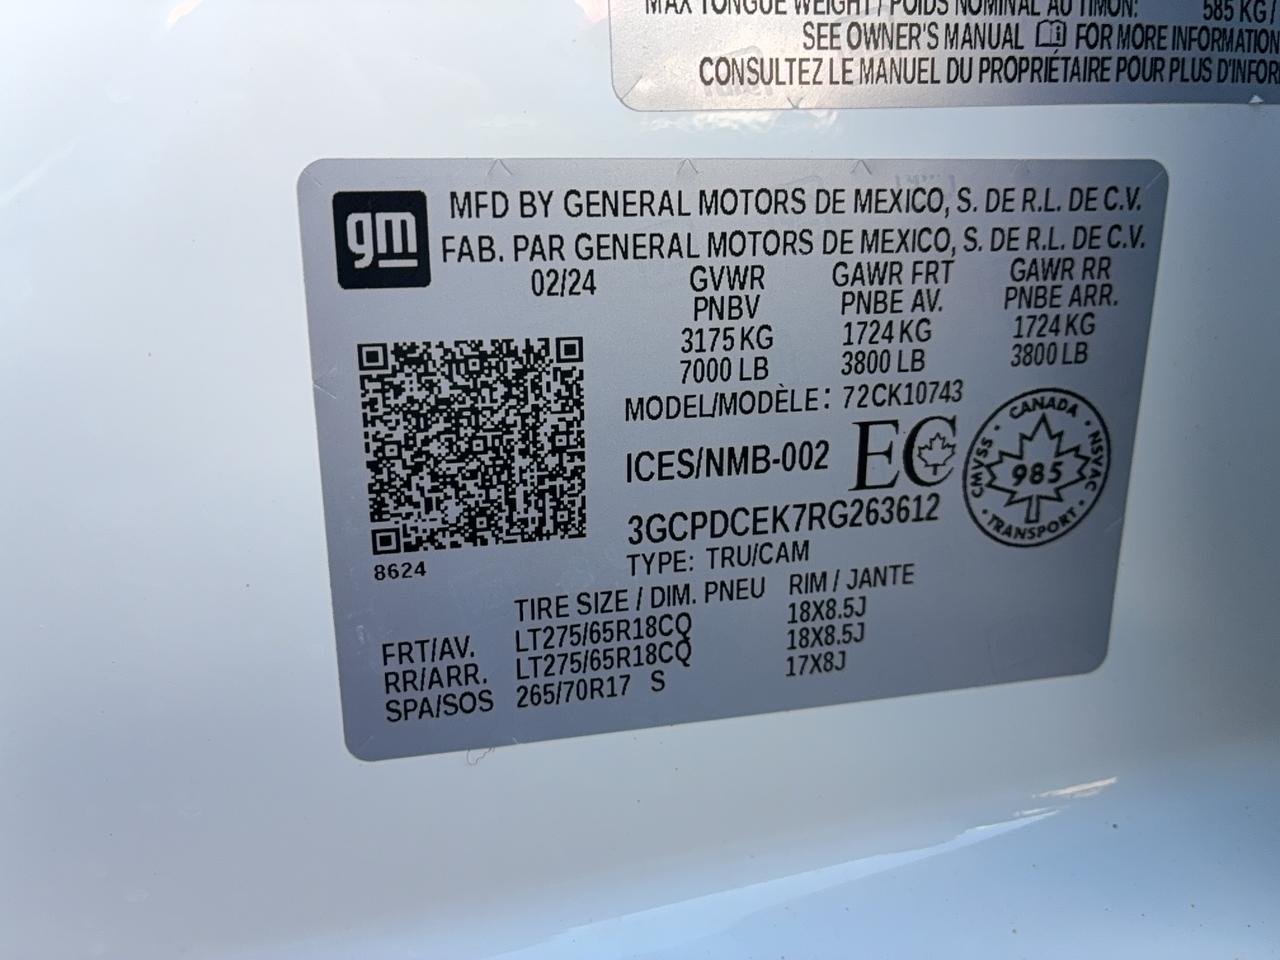 MAX TONGUE WEIGHT / POIDS NOMINAL AU TIMON: 585 KG /
SEE OWNER'S MANUAL FOR MORE INFORMATION
CONSULTEZ LE MANUEL DU PROPRIÉTAIRE POUR PLUS D'INFOR
gm
MFD BY GENERAL MOTORS DE MEXICO, S. DE R.L. DE C.V.
FAB. PAR GENERAL MOTORS DE MEXICO, S. DE R.L. DE C.V.
02/24 GVWR GAWR FRT GAWR RR
PNBV PNBE AV. PNBE ARR.
3175 KG 1724 KG 1724 KG
7000 LB 3800 LB 3800 LB
MODEL/MODÈLE: 72CK10743
ICES/NMB-002 EC
CANADA
CMVSS 985 NSVAC
TRANSPORT
3GCPDCEK7RG263612
8624
TYPE: TRU/CAM
TIRE SIZE / DIM. PNEU RIM / JANTE
FRT/AV. LT275/65R18CQ 18X8.5J
RR/ARR. LT275/65R18CQ 18X8.5J
SPA/SOS 265/70R17 S 17X8J